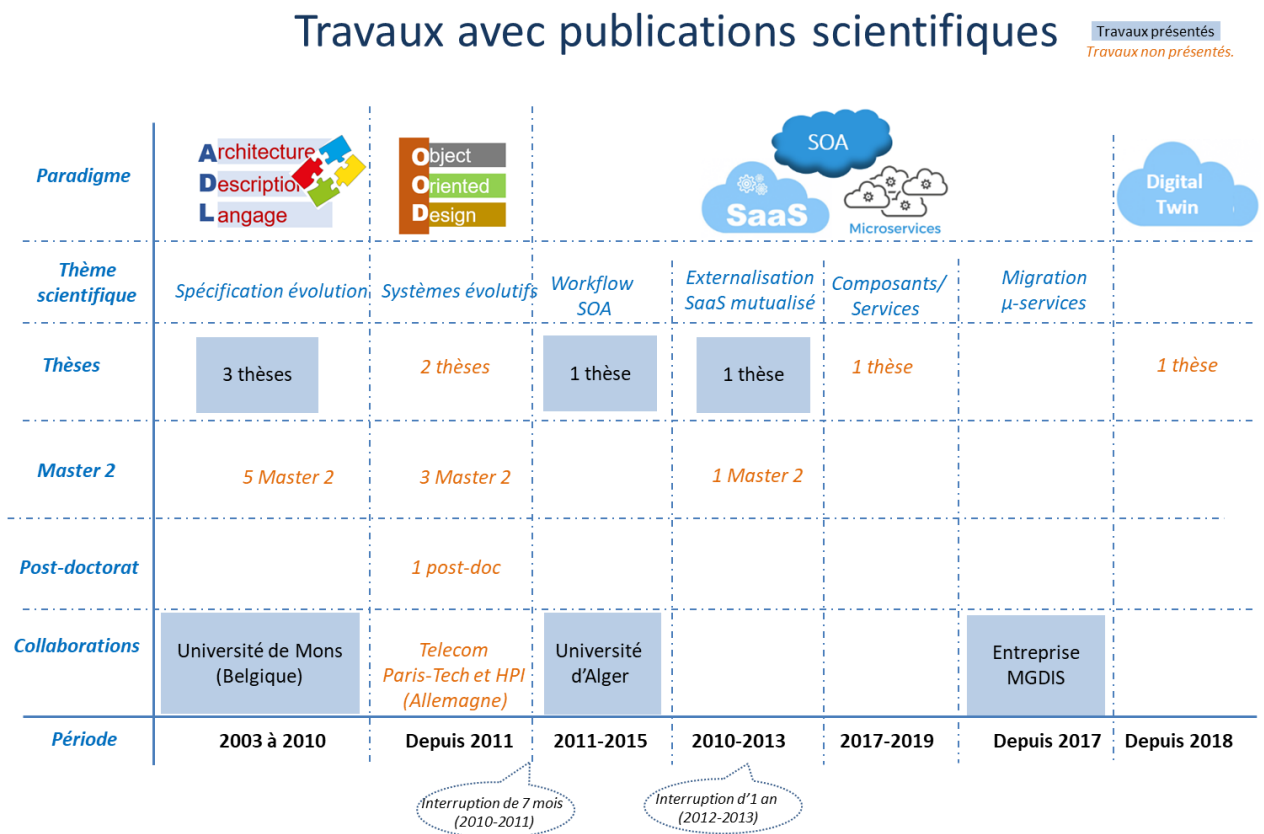 Travaux avec publications scientifiques
Travaux présentés
Travaux non présentés.
Paradigme
Architecture
Description
Langage
Object
Oriented
Design
SOA
SaaS
Microservices
Digital
Twin
Thème
scientifique
Spécification évolution
Systèmes évolutifs
Workflow
SOA
Externalisation
SaaS mutualisé
Composants/
Services
Migration
µ-services
Thèses
3 thèses
2 thèses
1 thèse
1 thèse
1 thèse
1 thèse
Master 2
5 Master 2
3 Master 2
1 Master 2
Post-doctorat
1 post-doc
Collaborations
Université de Mons
(Belgique)
Telecom
Paris-Tech et HPI
(Allemagne)
Université
d’Alger
Entreprise
MGDIS
Période
2003 à 2010
Depuis 2011
2011-2015
2010-2013
2017-2019
Depuis 2017
Depuis 2018
Interruption de 7 mois
(2010-2011)
Interruption d’1 an
(2012-2013)